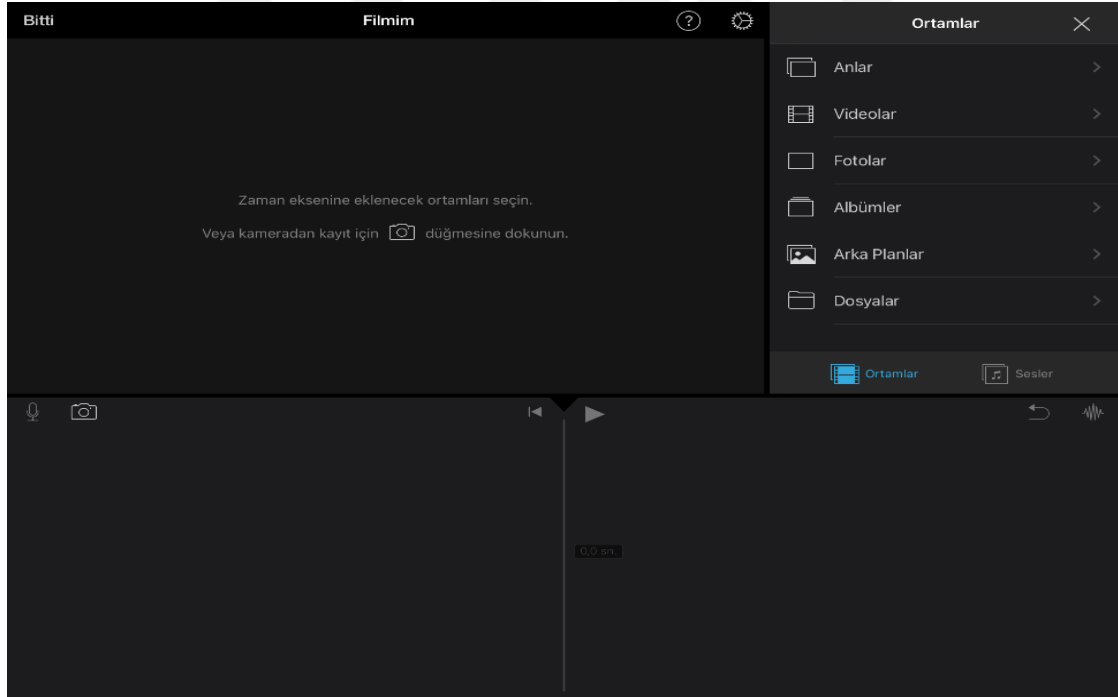 Bitti
Filmim
?
Ortamlar
Anlar
Videolar
Fotolar
Albümler
Arka Planlar
Dosyalar
Zaman eksenine eklenecek ortamları seçin.
Veya kameradan kayıt için düğmesine dokunun.
Ortamlar
Sesler
0,0 sn.